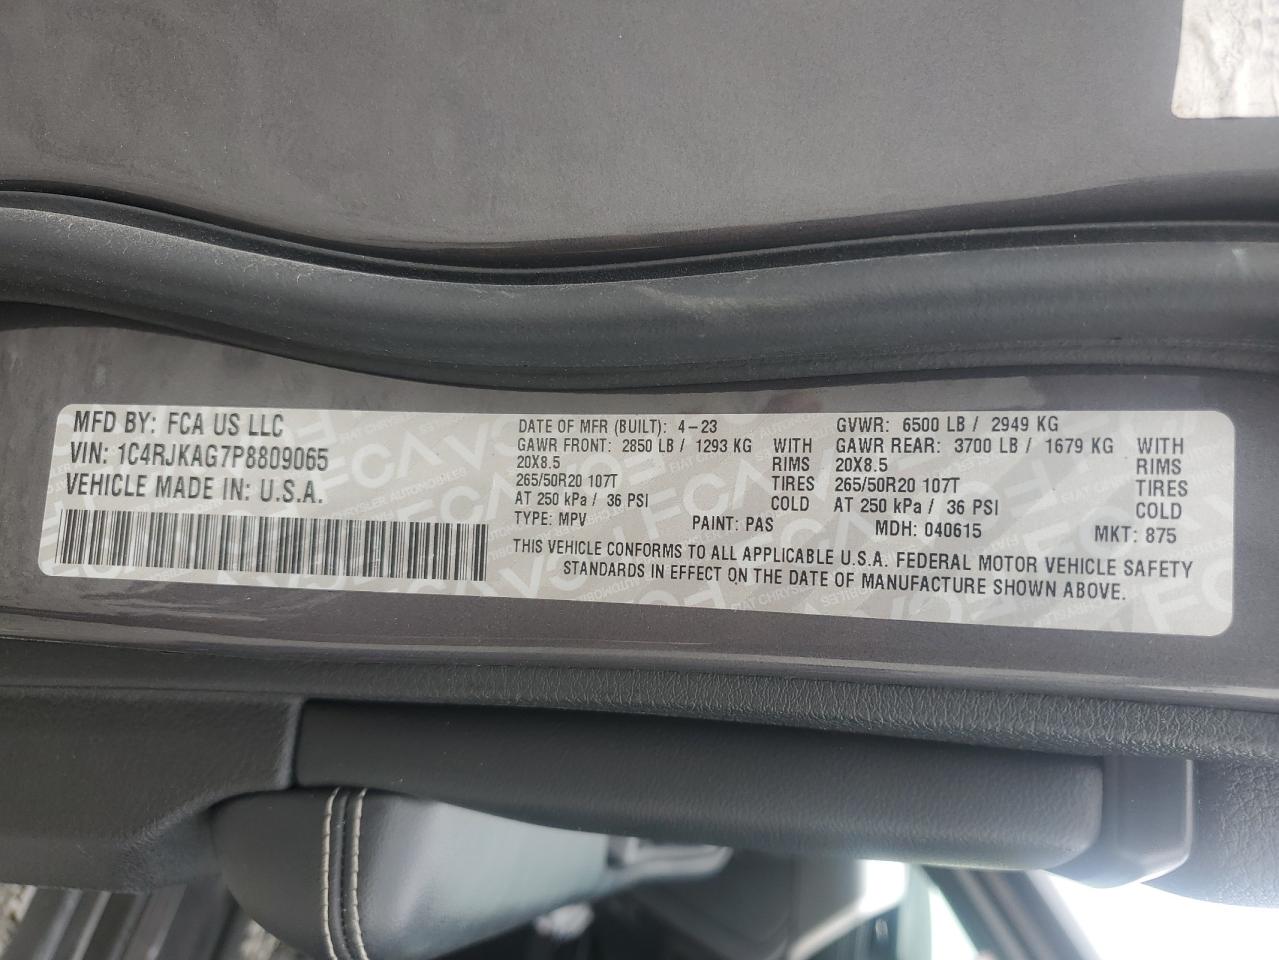 MFD BY: FCA US LLC
VIN: 1C4RJKAG7P8809065
VEHICLE MADE IN: U.S.A.
DATE OF MFR (BUILT): 4-23
GAWR FRONT: 2850 LB / 1293 KG WITH
20X8.5 RIMS
265/50R20 107T TIRES
AT 250 kPa / 36 PSI COLD
TYPE: MPV PAINT: PAS
GVWR: 6500 LB / 2949 KG
GAWR REAR: 3700 LB / 1679 KG WITH
20X8.5 RIMS
265/50R20 107T TIRES
AT 250 kPa / 36 PSI COLD
MDH: 040615 MKT: 875
THIS VEHICLE CONFORMS TO ALL APPLICABLE U.S.A. FEDERAL MOTOR VEHICLE SAFETY
STANDARDS IN EFFECT ON THE DATE OF MANUFACTURE SHOWN ABOVE.